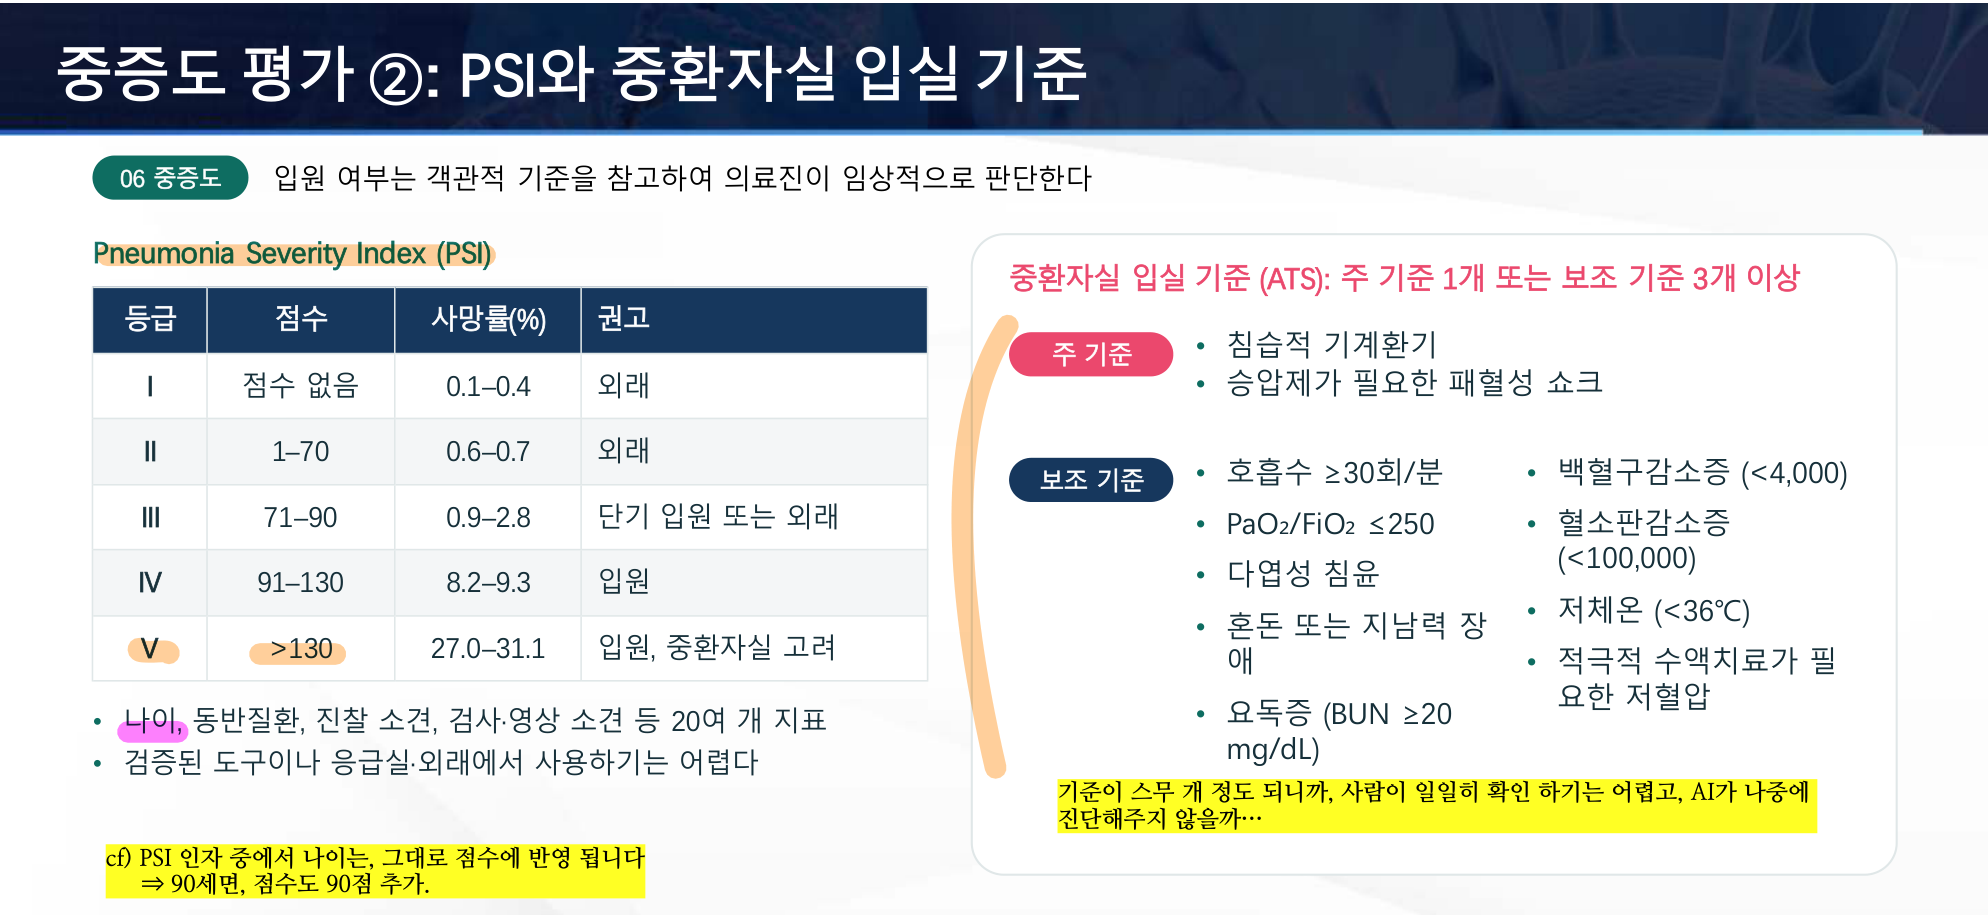 중증도 평가 ②: PSI와 중환자실 입실 기준
06 중증도
입원 여부는 객관적 기준을 참고하여 의료진이 임상적으로 판단한다
Pneumonia Severity Index (PSI)
등급 점수 사망률(%) 권고
I 점수 없음 0.1–0.4 외래
II 1–70 0.6–0.7 외래
III 71–90 0.9–2.8 단기 입원 또는 외래
IV 91–130 8.2–9.3 입원
V >130 27.0–31.1 입원, 중환자실 고려
• 나이, 동반질환, 진찰 소견, 검사·영상 소견 등 20여 개 지표
• 검증된 도구이나 응급실·외래에서 사용하기는 어렵다
cf) PSI 인자 중에서 나이는, 그대로 점수에 반영 됩니다
⇒ 90세면, 점수도 90점 추가.
중환자실 입실 기준 (ATS): 주 기준 1개 또는 보조 기준 3개 이상
주 기준
• 침습적 기계환기
• 승압제가 필요한 패혈성 쇼크
보조 기준
• 호흡수 ≥30회/분
• PaO₂/FiO₂ ≤250
• 다엽성 침윤
• 혼돈 또는 지남력 장
애
• 요독증 (BUN ≥20
mg/dL)
• 백혈구감소증 (<4,000)
• 혈소판감소증
(<100,000)
• 저체온 (<36℃)
• 적극적 수액치료가 필
요한 저혈압
기준이 스무 개 정도 되니까, 사람이 일일히 확인 하기는 어렵고, AI가 나중에
진단해주지 않을까…